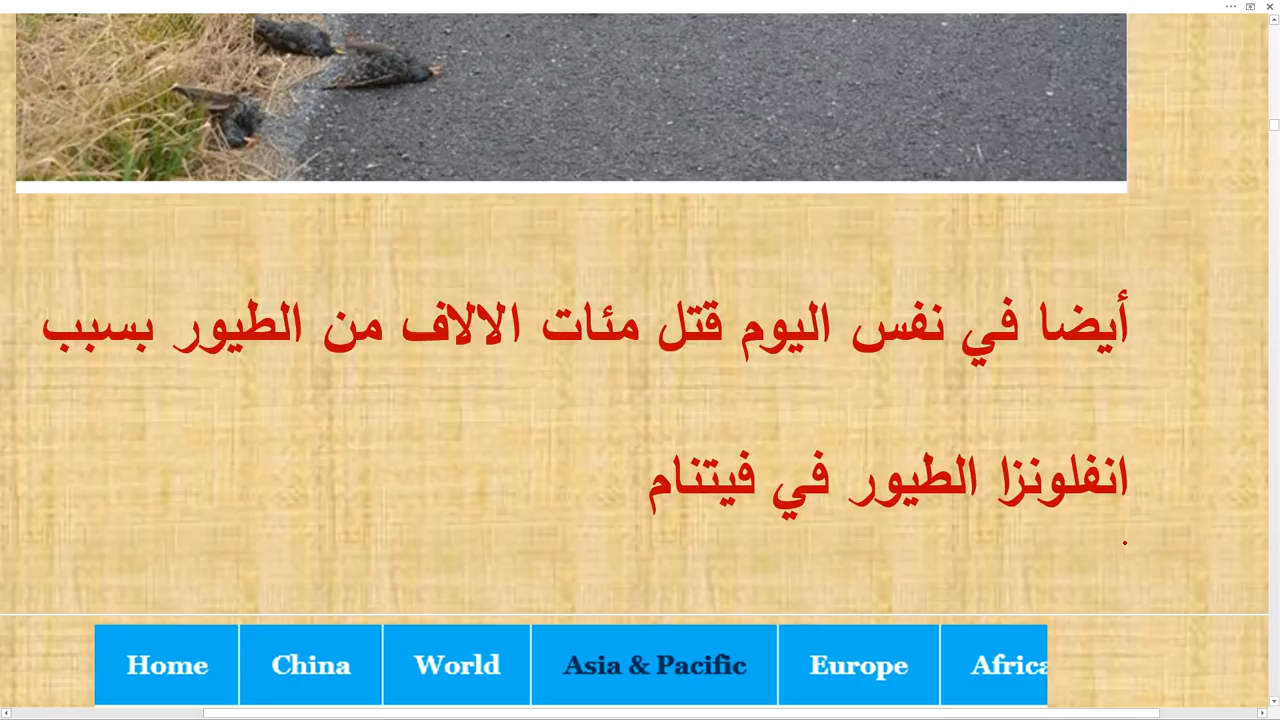 أيضا في نفس اليوم قتل مئات الالاف من الطيور بسبب
انفلونزا الطيور في فيتنام
.
Home China World Asia & Pacific Europe Africa